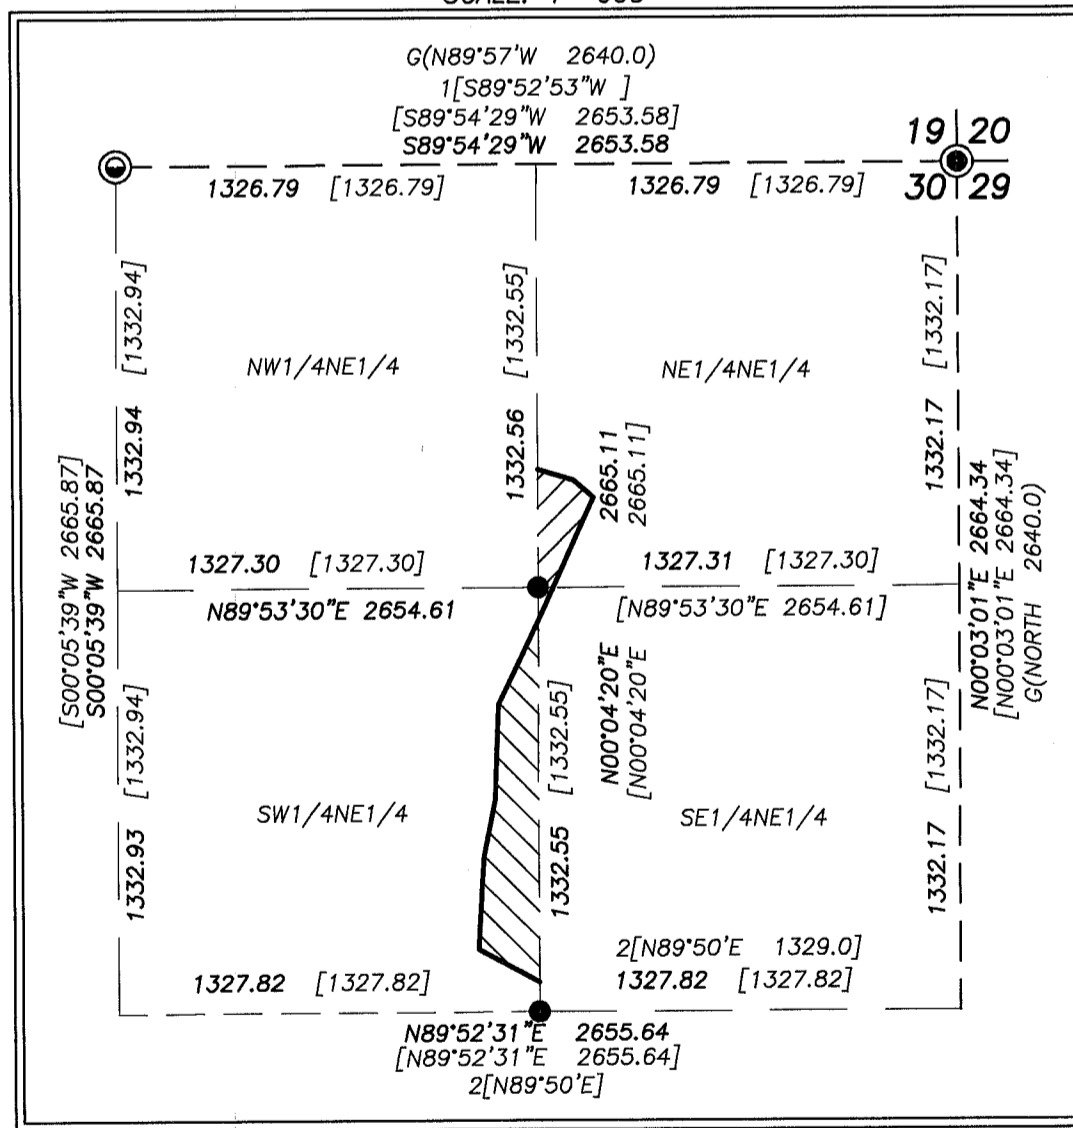 G(N89°57'W 2640.0)
1[S89°52'53"W ]
[S89°54'29"W 2653.58]
S89°54'29"W 2653.58
19 20
30 29
1326.79 [1326.79]
1326.79 [1326.79]
1332.94 [1332.94]
1332.56 [1332.55]
1332.17 [1332.17]
NW1/4NE1/4
NE1/4NE1/4
[S00°05'39"W 2665.87]
S00°05'39"W 2665.87
2665.11
2665.11]
N00°03'01"E 2664.34
[N00°03'01"E 2664.34]
G(NORTH 2640.0)
1327.30 [1327.30]
1327.31 [1327.30]
N89°53'30"E 2654.61
[N89°53'30"E 2654.61]
N00°04'20"E
[N00°04'20"E
1332.93 [1332.94]
1332.55 [1332.55]
1332.17 [1332.17]
SW1/4NE1/4
SE1/4NE1/4
2[N89°50'E 1329.0]
1327.82 [1327.82]
1327.82 [1327.82]
N89°52'31"E 2655.64
[N89°52'31"E 2655.64]
2[N89°50'E]